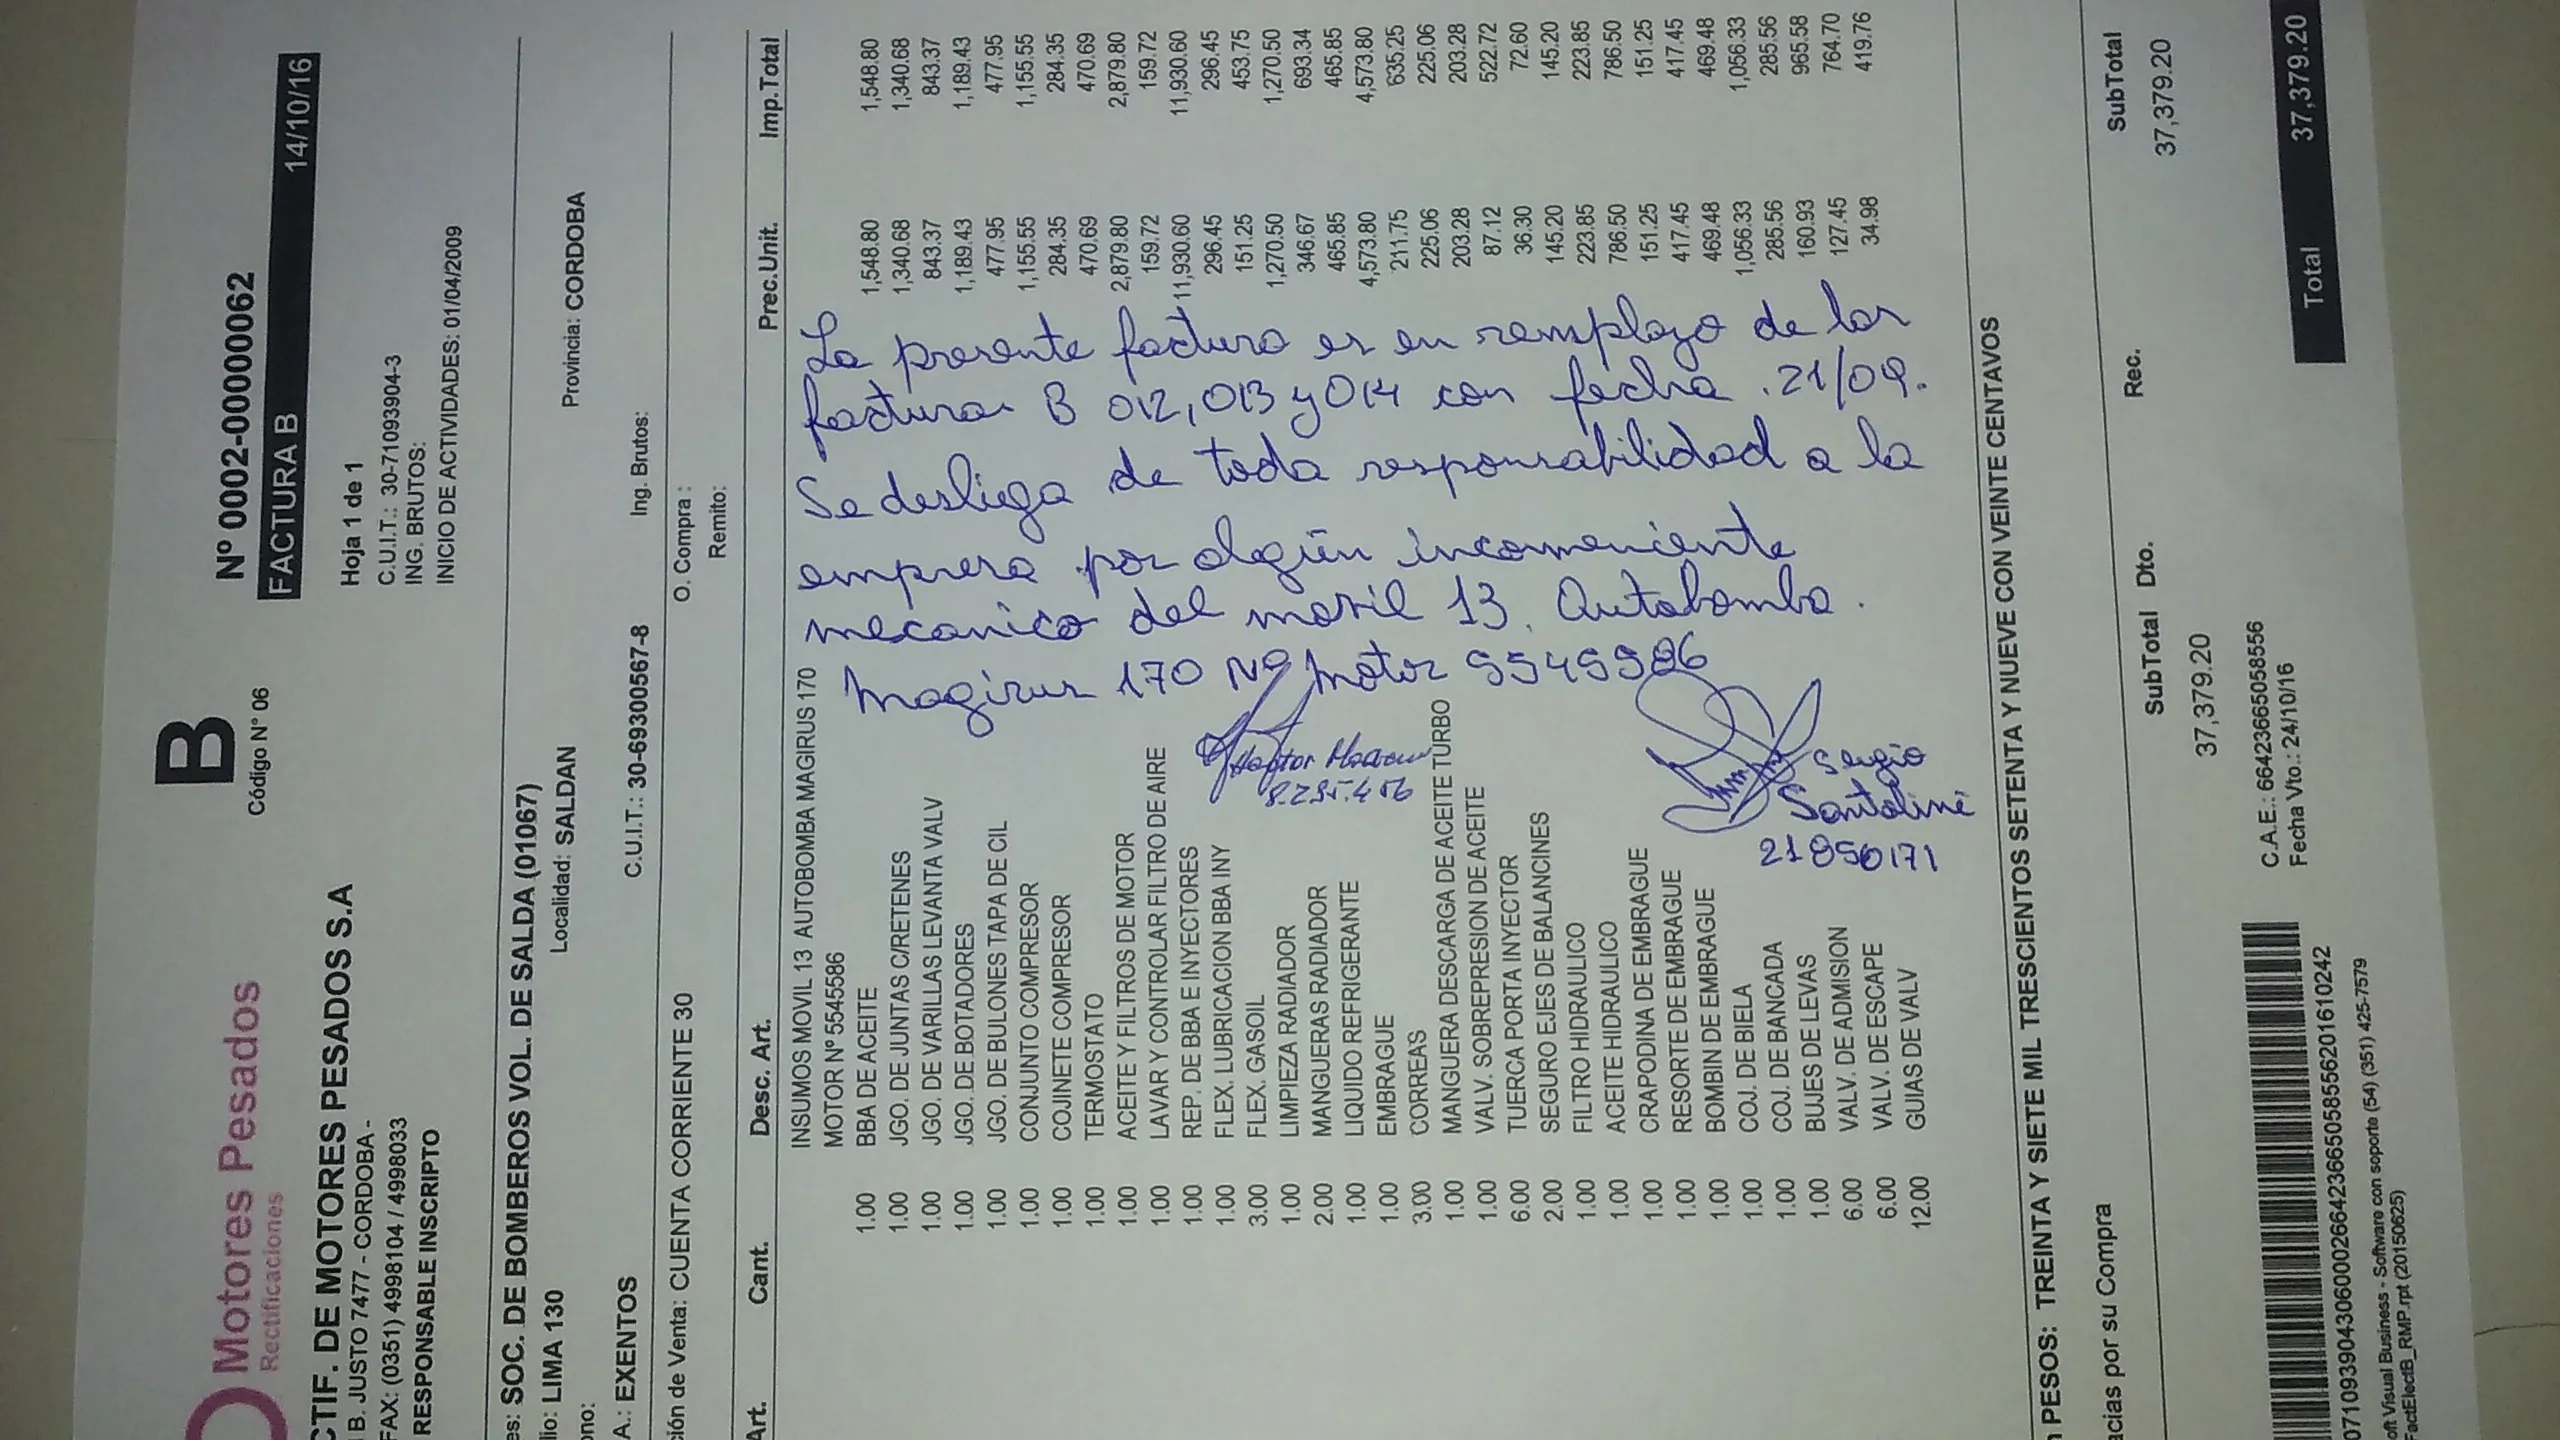 Motores Pesados
Rectificaciones
B
Código N° 06
Nº 0002-00000062
FACTURA B 14/10/16
CTIF. DE MOTORES PESADOS S.A
B. JUSTO 7477 - CORDOBA -
FAX: (0351) 4998104 / 4998033
RESPONSABLE INSCRIPTO
Hoja 1 de 1
C.U.I.T.: 30-71093904-3
ING. BRUTOS:
INICIO DE ACTIVIDADES: 01/04/2009
es: SOC. DE BOMBEROS VOL. DE SALDA (01067)
lio: LIMA 130 Localidad: SALDAN Provincia: CORDOBA
ono:
A.: EXENTOS C.U.I.T.: 30-69300567-8 Ing. Brutos:
ción de Venta: CUENTA CORRIENTE 30 O. Compra :
Remito:
Art. Cant. Desc. Art. Prec.Unit. Imp.Total
INSUMOS MOVIL 13 AUTOBOMBA MAGIRUS 170
MOTOR Nº 5545586
1.00 BBA DE ACEITE 1,548.80 1,548.80
1.00 JGO. DE JUNTAS C/RETENES 1,340.68 1,340.68
1.00 JGO. DE VARILLAS LEVANTA VALV 843.37 843.37
1.00 JGO. DE BOTADORES 1,189.43 1,189.43
1.00 JGO. DE BULONES TAPA DE CIL 477.95 477.95
1.00 CONJUNTO COMPRESOR 1,155.55 1,155.55
1.00 COJINETE COMPRESOR 284.35 284.35
1.00 TERMOSTATO 470.69 470.69
1.00 ACEITE Y FILTROS DE MOTOR 2,879.80 2,879.80
1.00 LAVAR Y CONTROLAR FILTRO DE AIRE 159.72 159.72
1.00 REP. DE BBA E INYECTORES 11,930.60 11,930.60
1.00 FLEX. LUBRICACION BBA INY 296.45 296.45
3.00 FLEX. GASOIL 151.25 453.75
1.00 LIMPIEZA RADIADOR 1,270.50 1,270.50
2.00 MANGUERAS RADIADOR 346.67 693.34
1.00 LIQUIDO REFRIGERANTE 465.85 465.85
1.00 EMBRAGUE 4,573.80 4,573.80
3.00 CORREAS 211.75 635.25
1.00 MANGUERA DESCARGA DE ACEITE TURBO 225.06 225.06
1.00 VALV. SOBREPRESION DE ACEITE 203.28 203.28
6.00 TUERCA PORTA INYECTOR 87.12 522.72
2.00 SEGURO EJES DE BALANCINES 36.30 72.60
1.00 FILTRO HIDRAULICO 145.20 145.20
1.00 ACEITE HIDRAULICO 223.85 223.85
1.00 CRAPODINA DE EMBRAGUE 786.50 786.50
1.00 RESORTE DE EMBRAGUE 151.25 151.25
1.00 BOMBIN DE EMBRAGUE 417.45 417.45
1.00 COJ. DE BIELA 469.48 469.48
1.00 COJ. DE BANCADA 1,056.33 1,056.33
1.00 BUJES DE LEVAS 285.56 285.56
6.00 VALV. DE ADMISION 160.93 965.58
6.00 VALV. DE ESCAPE 127.45 764.70
12.00 GUIAS DE VALV 34.98 419.76
La presente factura es en remplazo de las
facturas B 012, 013 y 014 con fecha .21/09.
Se desliega de toda responsabilidad a la
empresa por algún inconveniente
mecanico del movil 13. Autobomba.
Magirus 170 Nº Motor 5545586
Sergio
Santolini
21850171
PESOS: TREINTA Y SIETE MIL TRESCIENTOS SETENTA Y NUEVE CON VEINTE CENTAVOS
acias por su Compra
SubTotal Dto. Rec. SubTotal
37,379.20 37,379.20
C.A.E.: 66423665058556
Fecha Vto.: 24/10/16
Total 37,379.20
071093904306000266423665058556201610242
oft Visual Business - Software con soporte (54) (351) 425-7579
FactElectB_RMP.rpt (20150625)